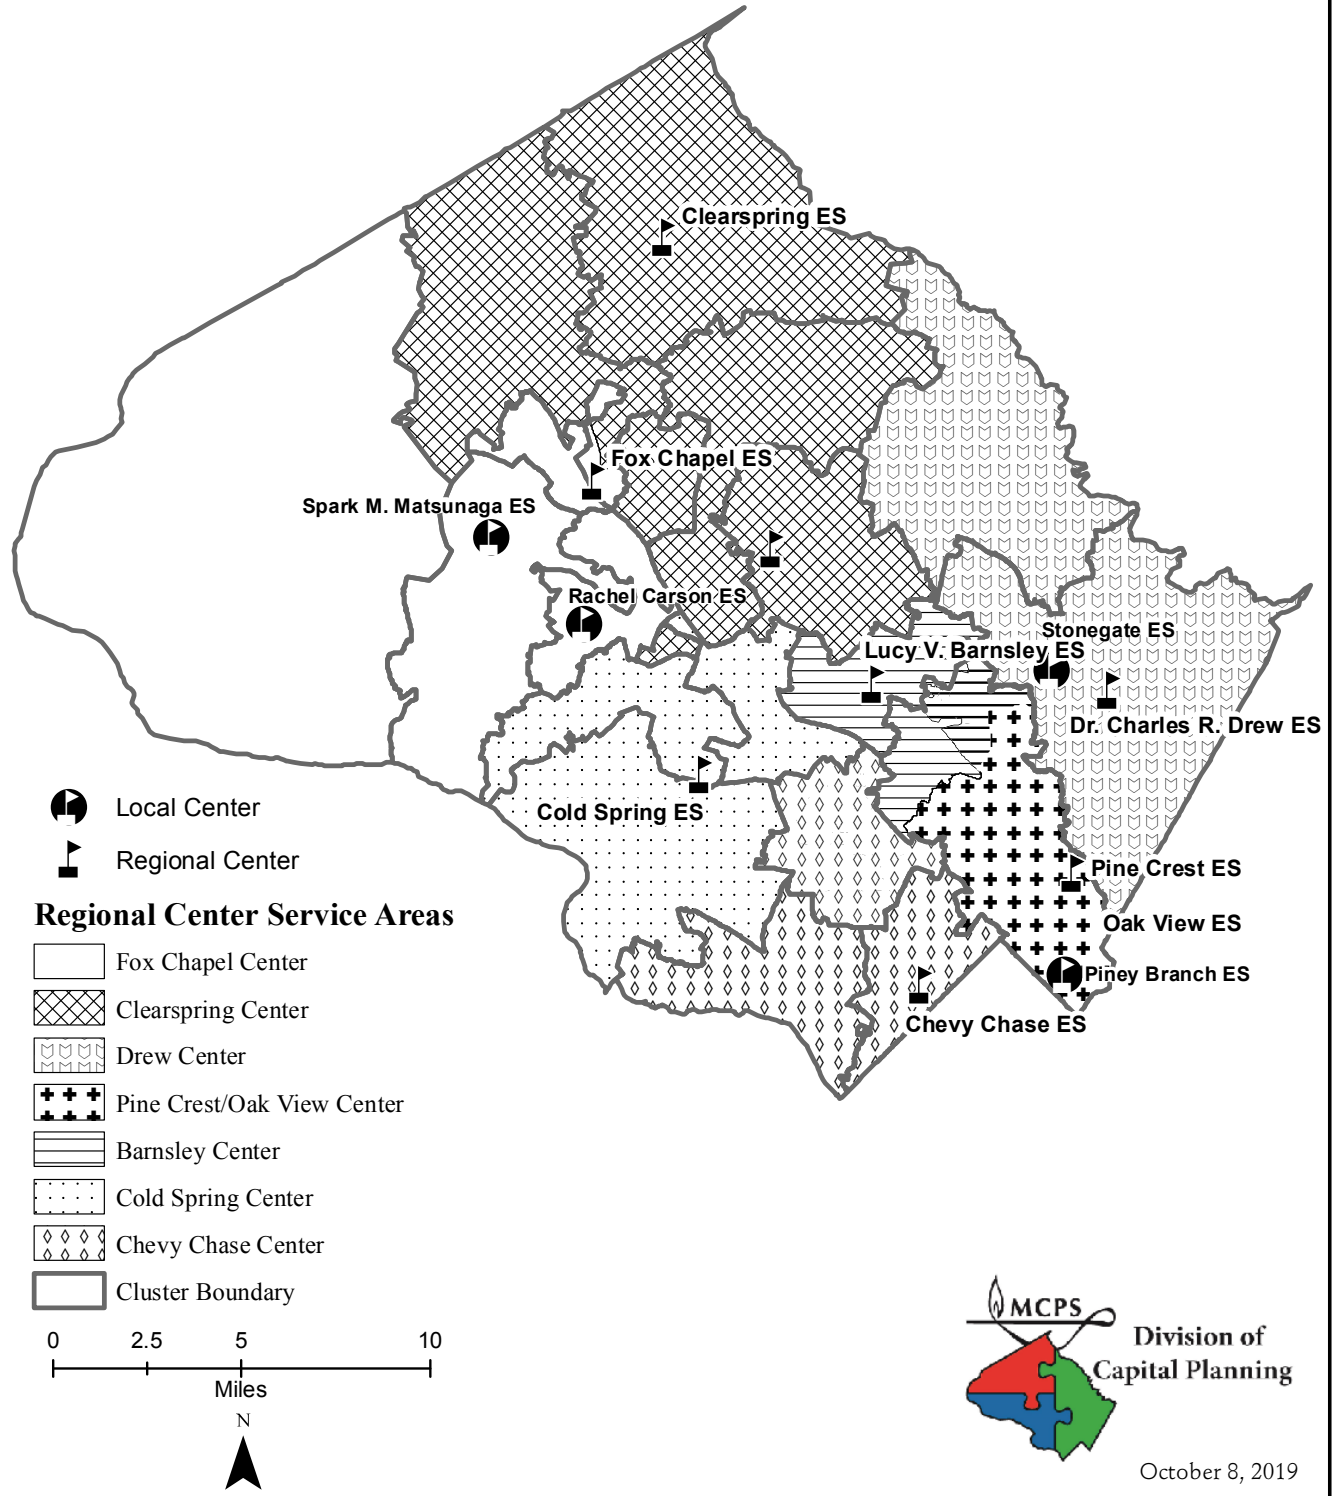 Clearspring ES
Fox Chapel ES
Spark M. Matsunaga ES
Rachel Carson ES
Stonegate ES
Lucy V. Barnsley ES
Dr. Charles R. Drew ES
Cold Spring ES
Pine Crest ES
Oak View ES
Piney Branch ES
Chevy Chase ES
Local Center
Regional Center
Regional Center Service Areas
Fox Chapel Center
Clearspring Center
Drew Center
Pine Crest/Oak View Center
Barnsley Center
Cold Spring Center
Chevy Chase Center
Cluster Boundary
0 2.5 5 10
Miles
N
MCPS
Division of
Capital Planning
October 8, 2019